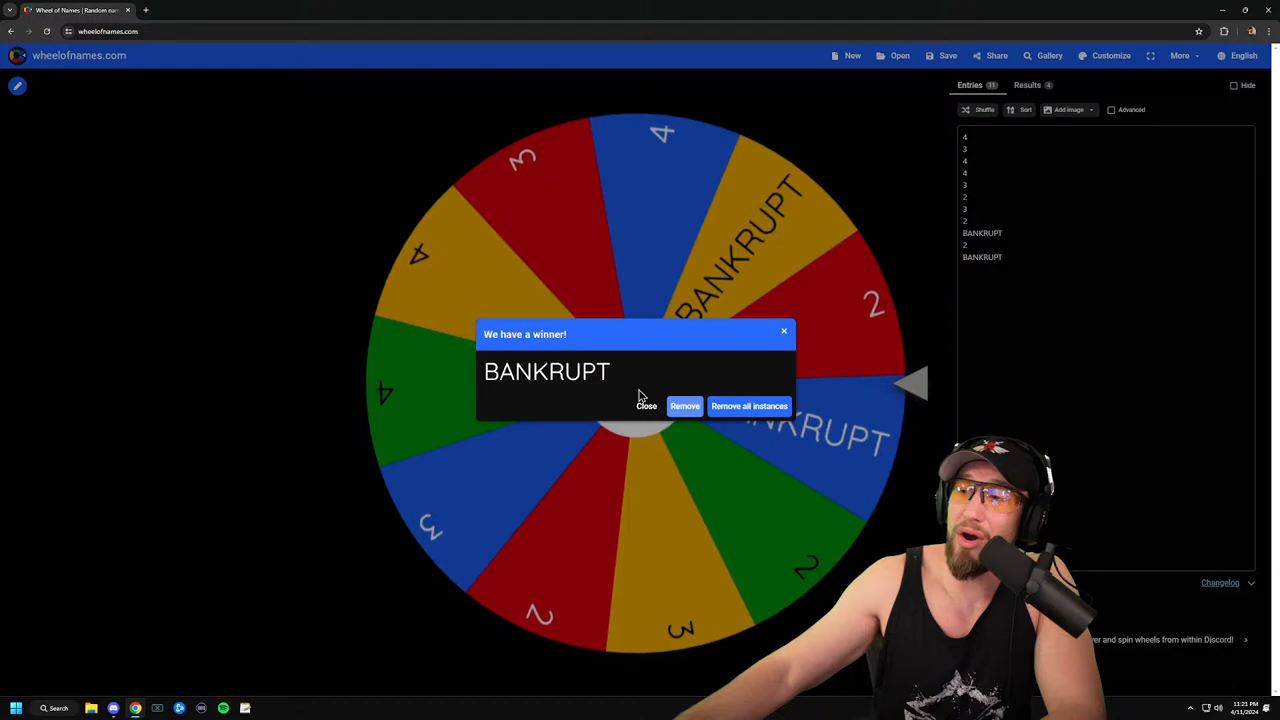 Wheel of Names | Random na
wheelofnames.com
wheelofnames.com
New
Open
Save
Share
Gallery
Customize
More
English
Entries 11
Results 4
Hide
Shuffle
Sort
Add image
Advanced
4
3
4
4
3
2
3
2
BANKRUPT
2
BANKRUPT
4
BANKRUPT
2
3
4
4
3
2
3
2
We have a winner!
BANKRUPT
Close
Remove
Remove all instances
NKRUPT
Changelog
ver and spin wheels from within Discord!
Search
11:21 PM
4/11/2024